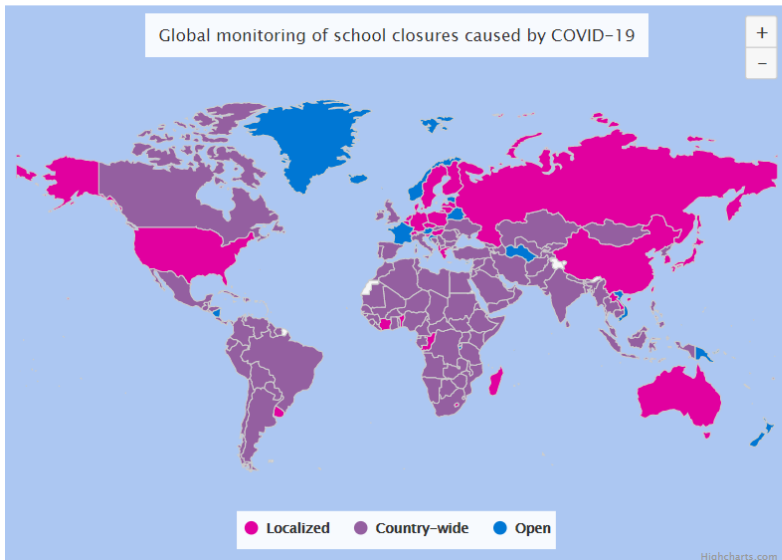 Global monitoring of school closures caused by COVID-19
+
−
Localized
Country-wide
Open
Highcharts.com